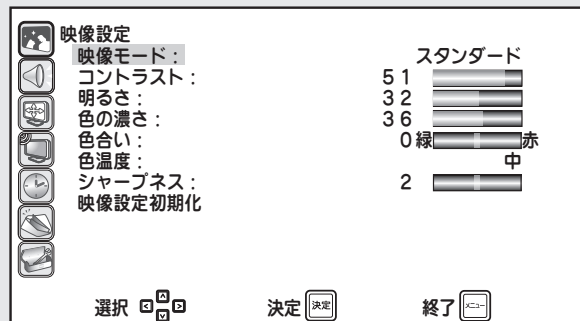 映像設定
映像モード： スタンダード
コントラスト： 51
明るさ： 32
色の濃さ： 36
色合い： 0 緑 赤
色温度： 中
シャープネス： 2
映像設定初期化
選択 決定 決定 終了 メニュー